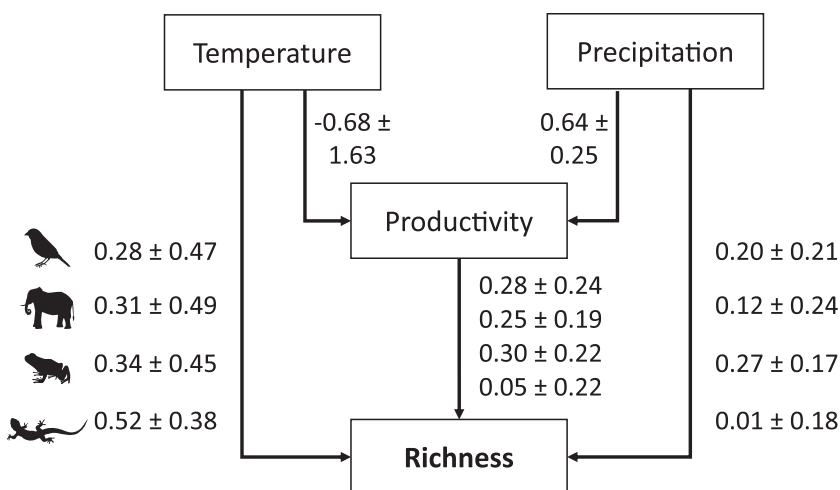 Temperature
Precipitation
-0.68 ±
1.63
0.64 ±
0.25
Productivity
0.28 ± 0.47
0.31 ± 0.49
0.34 ± 0.45
0.52 ± 0.38
0.28 ± 0.24
0.25 ± 0.19
0.30 ± 0.22
0.05 ± 0.22
0.20 ± 0.21
0.12 ± 0.24
0.27 ± 0.17
0.01 ± 0.18
Richness